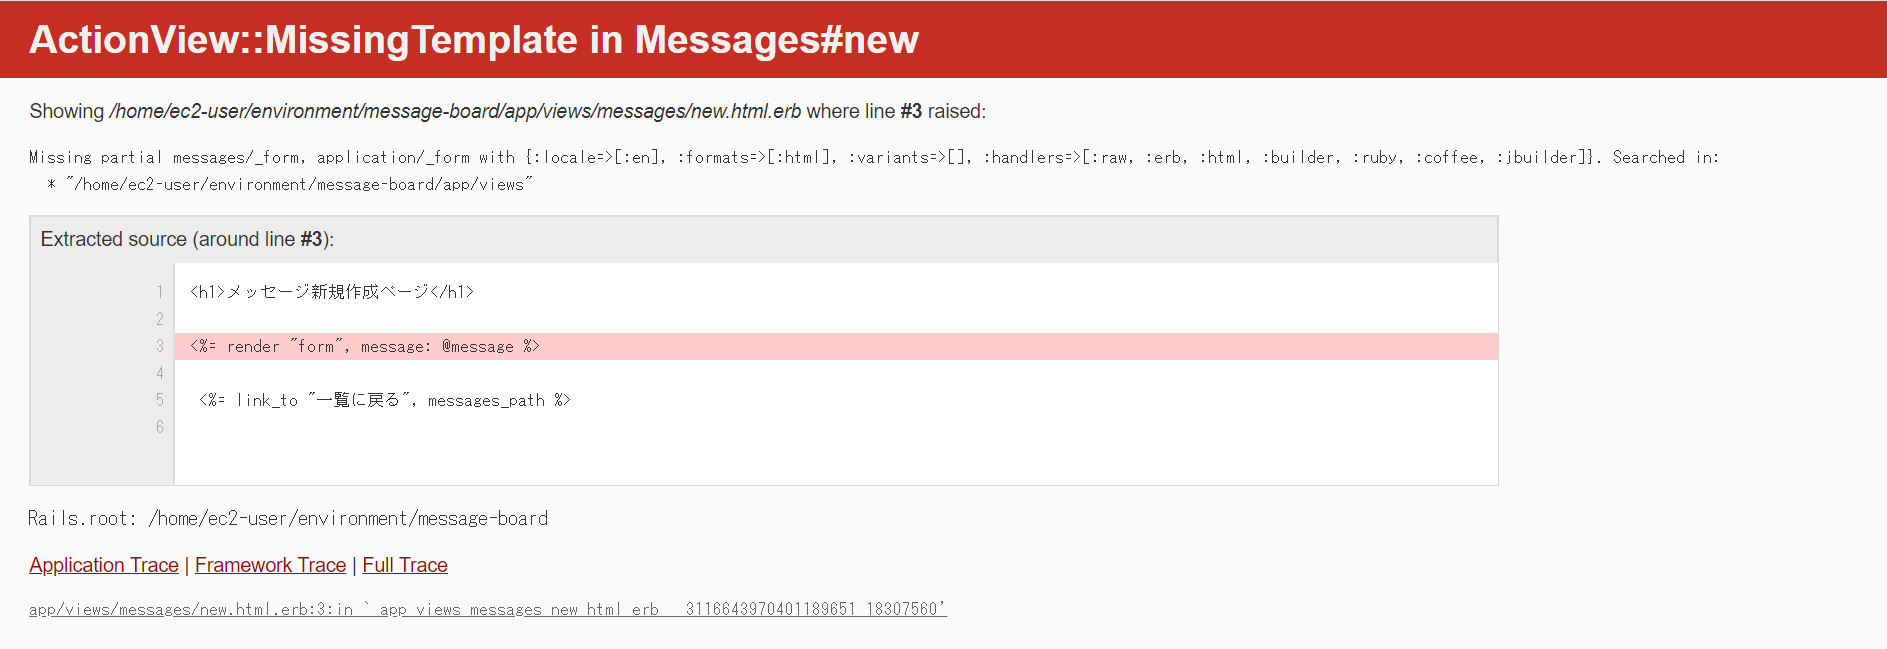 ActionView::MissingTemplate in Messages#new
Showing /home/ec2-user/environment/message-board/app/views/messages/new.html.erb where line #3 raised:
Missing partial messages/_form, application/_form with {:locale=>[:en], :formats=>[:html], :variants=>[], :handlers=>[:raw, :erb, :html, :builder, :ruby, :coffee, :jbuilder]}. Searched in:
* "/home/ec2-user/environment/message-board/app/views"
Extracted source (around line #3):
1 <h1>メッセージ新規作成ページ</h1>
2
3 <%= render "form", message: @message %>
4
5 <%= link_to "一覧に戻る", messages_path %>
6
Rails.root: /home/ec2-user/environment/message-board
Application Trace | Framework Trace | Full Trace
app/views/messages/new.html.erb:3:in `_app_views_messages_new_html_erb___3116643970401189651_18307560'